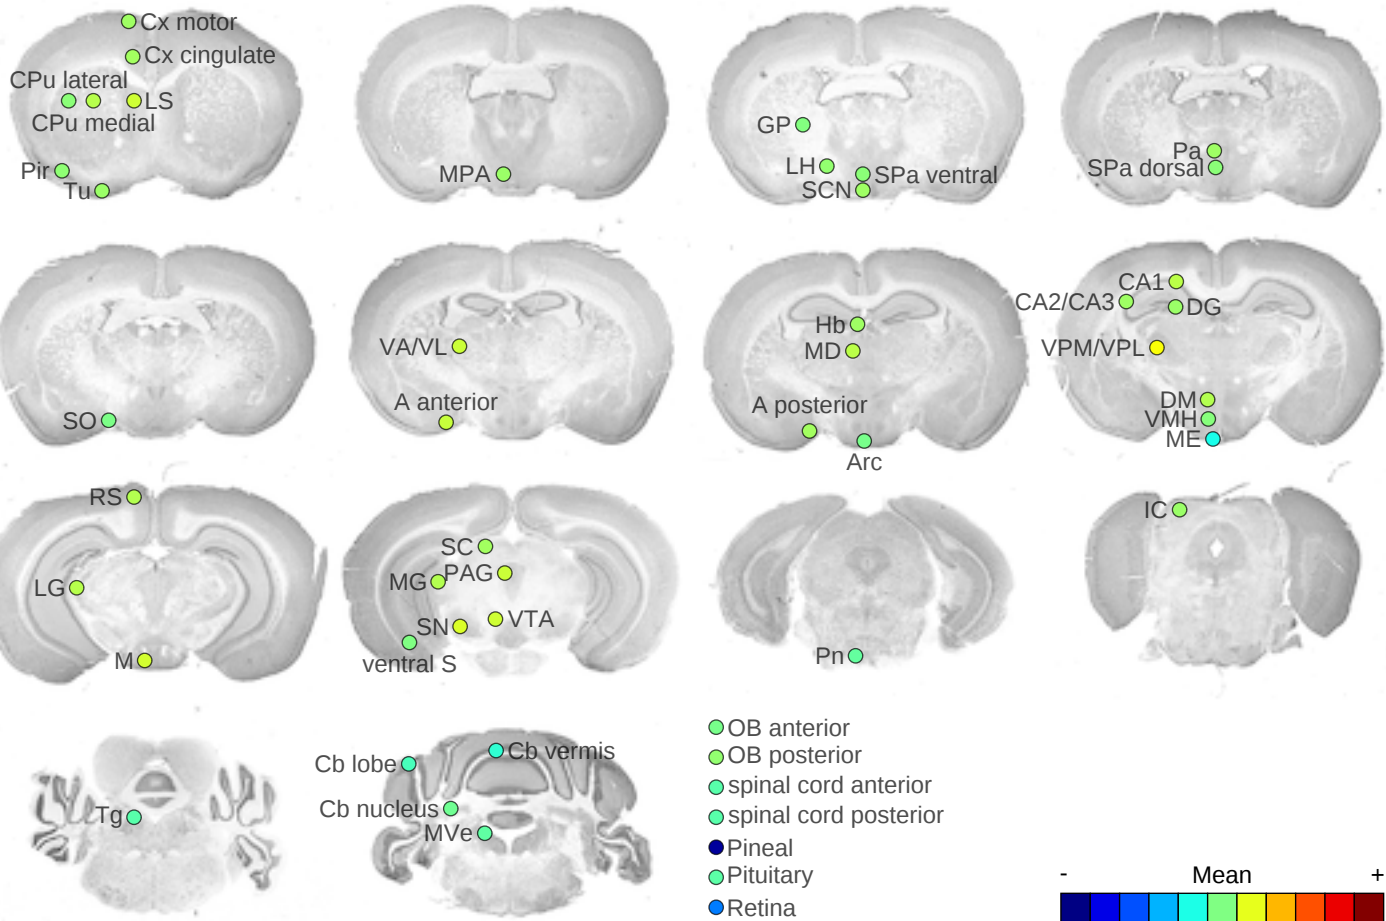 Cx motor
Cx cingulate
CPu lateral
LS
CPu medial
Pir
Tu
MPA
GP
LH
SPa ventral
SCN
Pa
SPa dorsal
SO
VA/VL
A anterior
Hb
MD
A posterior
Arc
CA1
CA2/CA3
DG
VPM/VPL
DM
VMH
ME
RS
LG
M
SC
MG
PAG
SN
VTA
ventral S
Pn
IC
Tg
Cb lobe
Cb vermis
Cb nucleus
MVe
OB anterior
OB posterior
spinal cord anterior
spinal cord posterior
Pineal
Pituitary
Retina
- Mean +